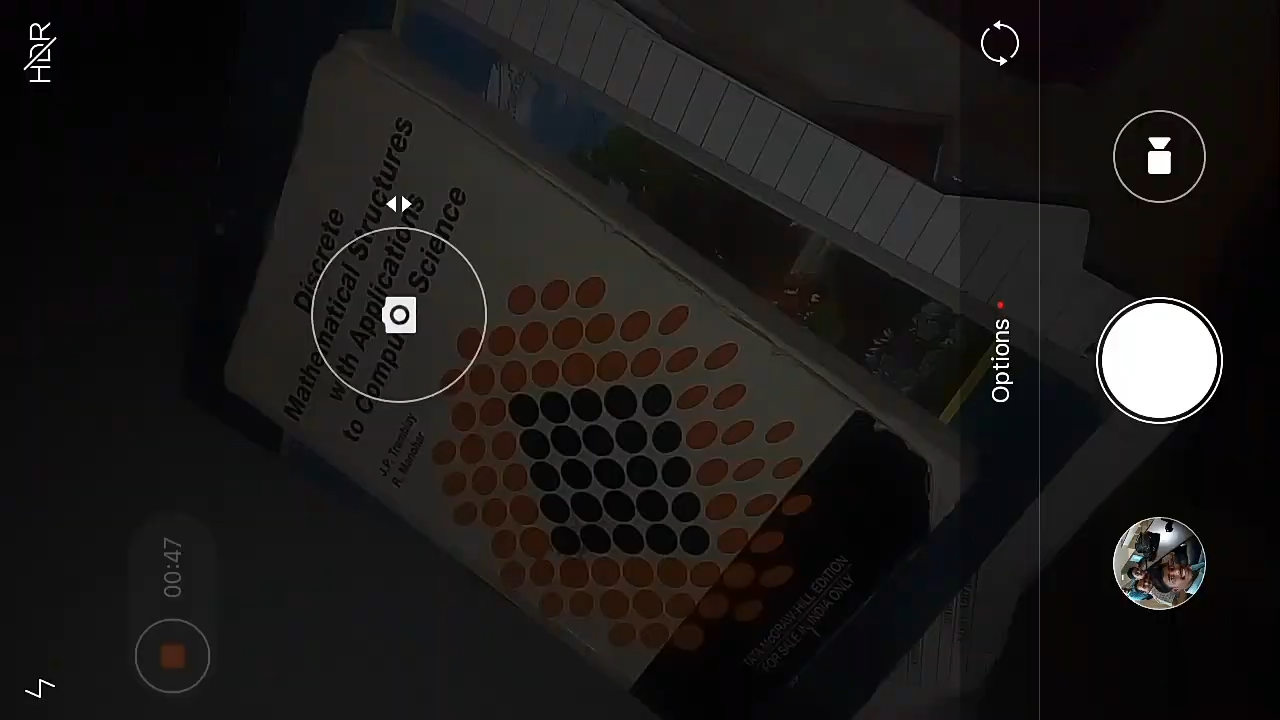 HDR
Discrete
Mathematical Structures
with Applications
to Computer Science
J.P. Tremblay
R. Manohar
TATA McGRAW-HILL EDITION
FOR SALE IN INDIA ONLY
Options
00:47